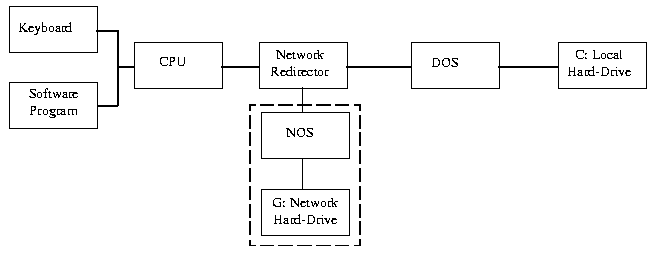 Keyboard
Software
Program
CPU
Network
Redirector
DOS
C: Local
Hard-Drive
NOS
G: Network
Hard-Drive